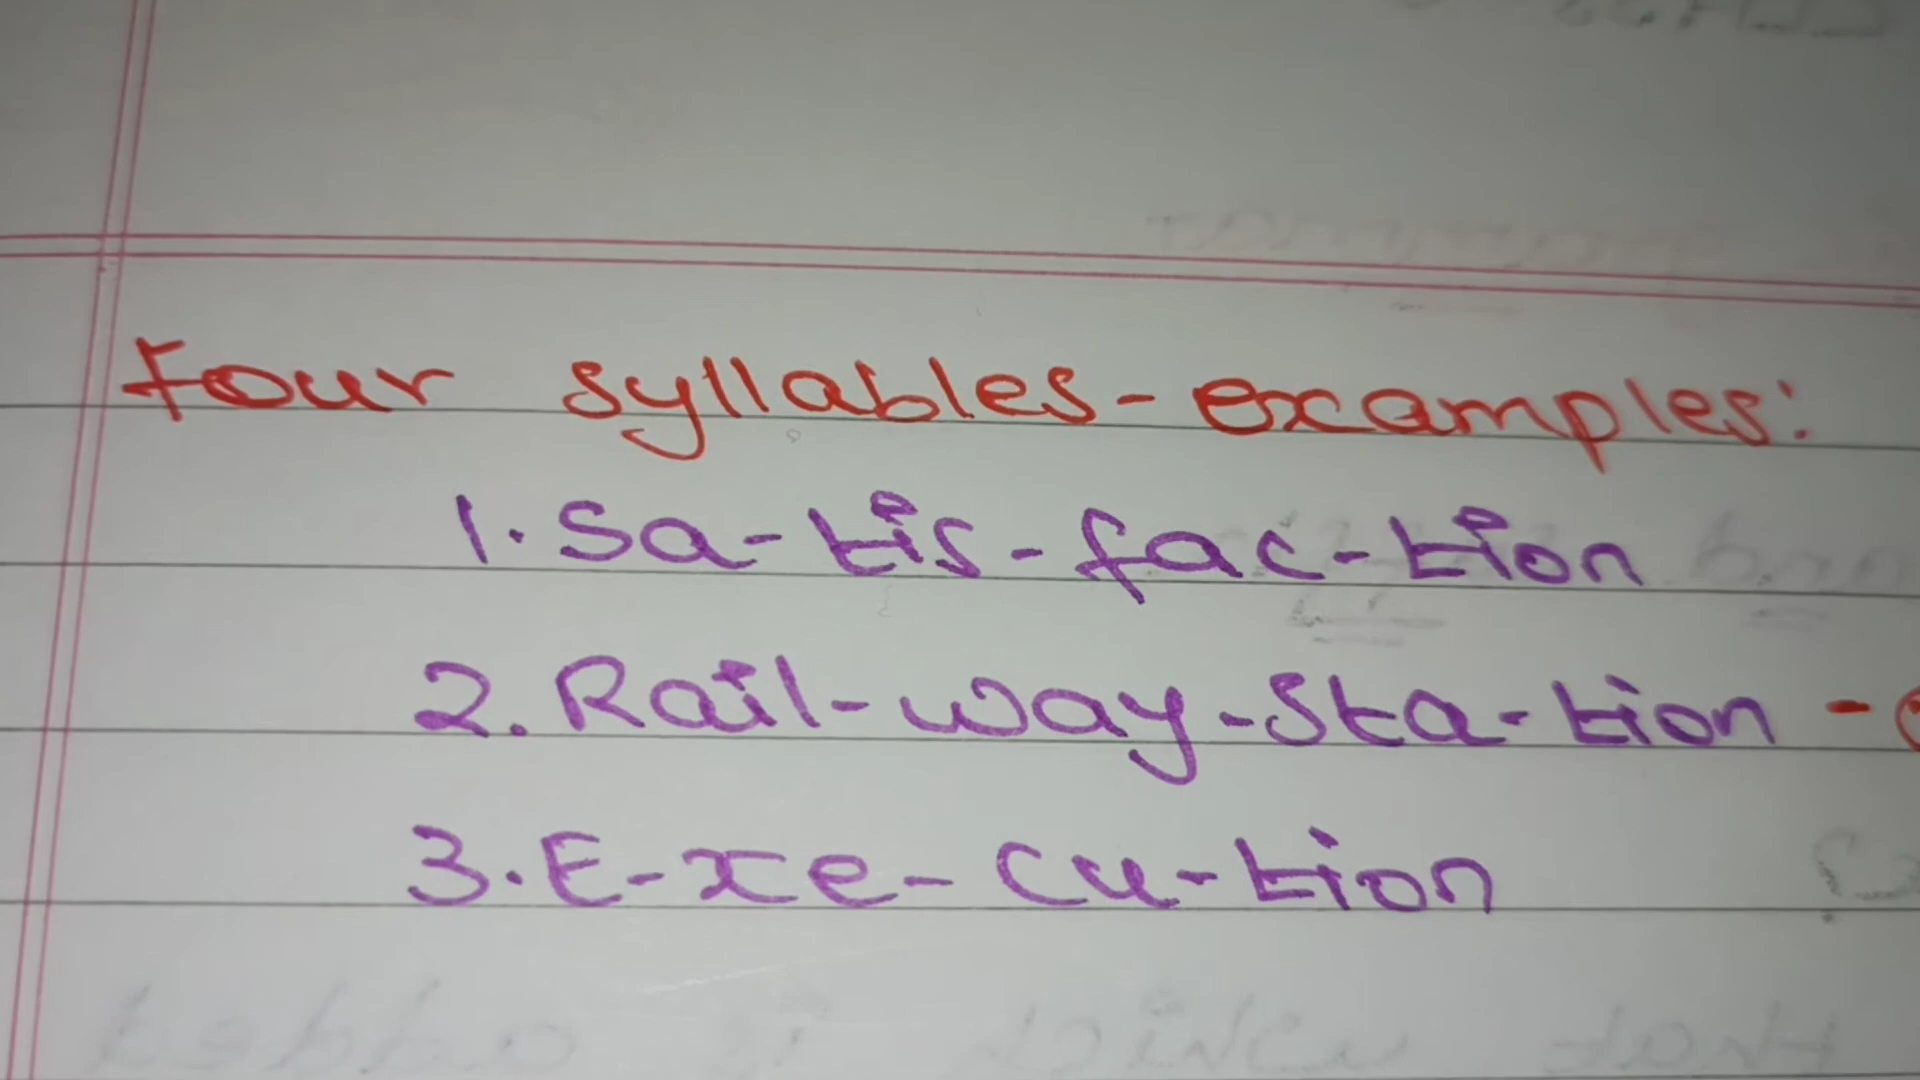 Four syllables-examples:
1. Sa-tis-fac-tion
2. Rail-way-Sta-tion -
3. E-xe-cu-tion